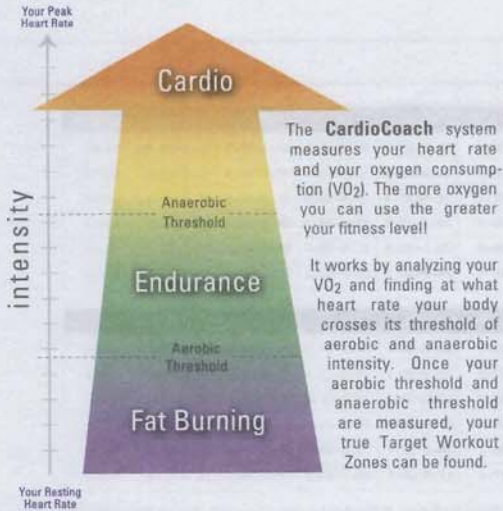 Your Peak
Heart Rate
Cardio
The CardioCoach system
measures your heart rate
and your oxygen consump-
tion (VO₂). The more oxygen
you can use the greater
your fitness level!
Anaerobic
Threshold
intensity
It works by analyzing your
VO₂ and finding at what
heart rate your body
crosses its threshold of
aerobic and anaerobic
intensity. Once your
aerobic threshold and
anaerobic threshold
are measured, your
true Target Workout
Zones can be found.
Endurance
Aerobic
Threshold
Fat Burning
Your Resting
Heart Rate